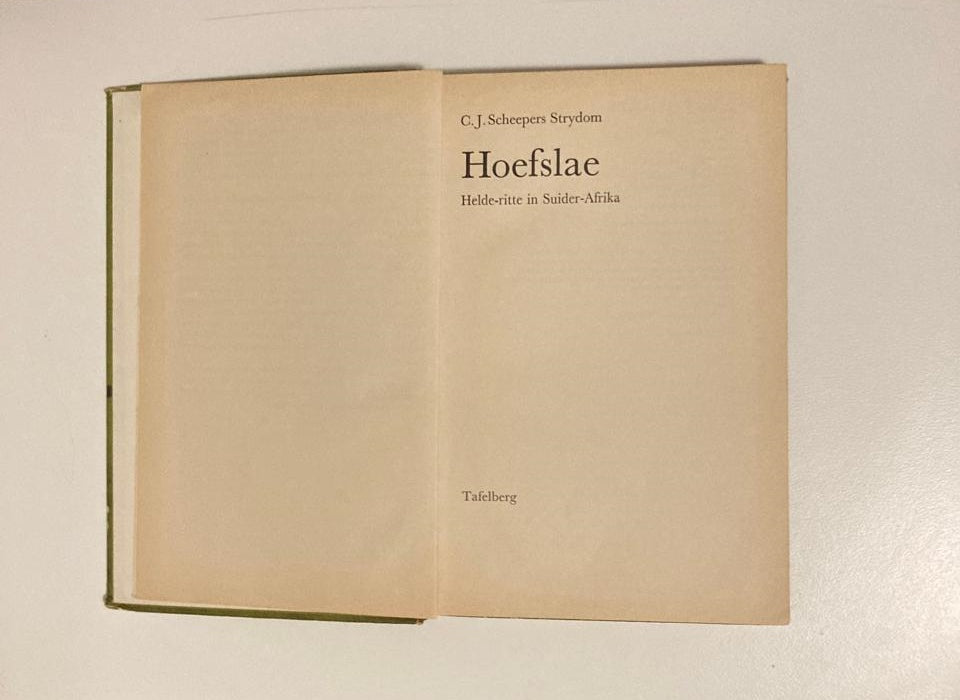 C. J. Scheepers Strydom
Hoefslae
Helde-ritte in Suider-Afrika
Tafelberg